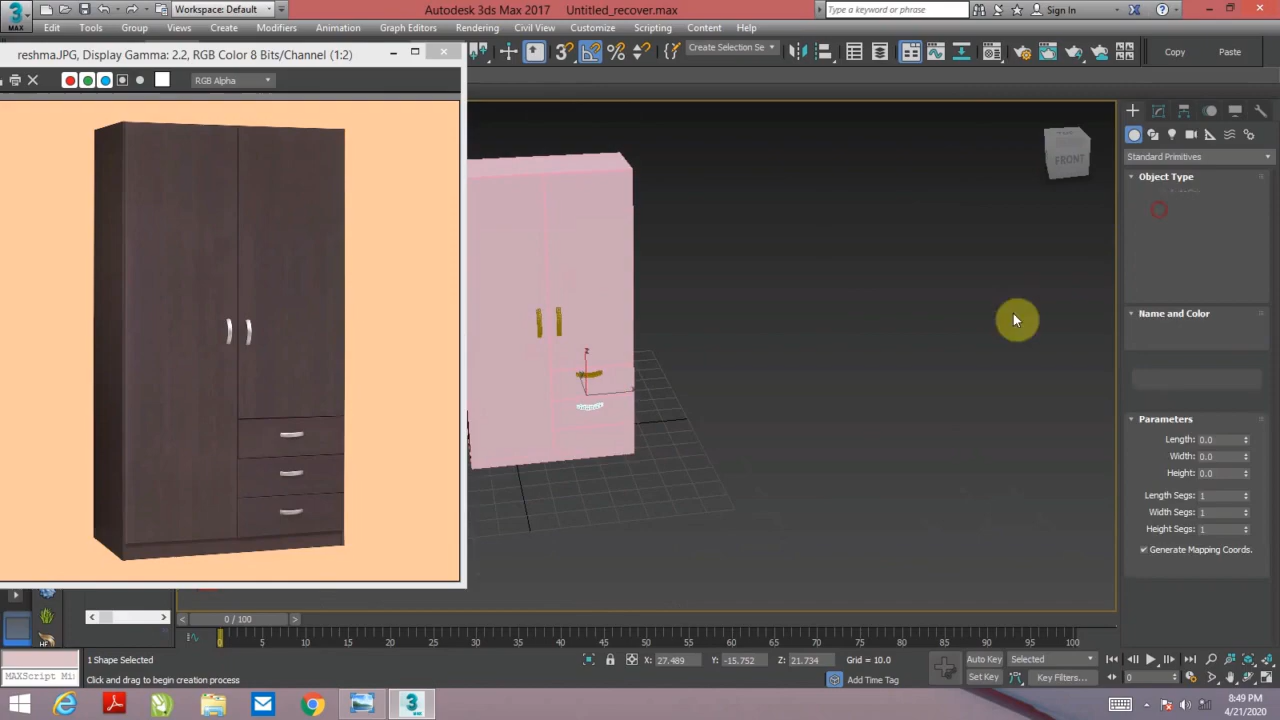 Workspace: Default
Autodesk 3ds Max 2017 Untitled_recover.max
Type a keyword or phrase
Sign In
MAX
Edit Tools Group Views Create Modifiers Animation Graph Editors Rendering Civil View Customize Scripting Content Help
reshma.JPG, Display Gamma: 2.2, RGB Color 8 Bits/Channel (1:2)
Create Selection Se
Copy Paste
RGB Alpha
FRONT
Standard Primitives
Object Type
Name and Color
Parameters
Length: 0.0
Width: 0.0
Height: 0.0
Length Segs: 1
Width Segs: 1
Height Segs: 1
Generate Mapping Coords.
0 / 100
0 5 10 15 20 25 30 35 40 45 50 55 60 65 70 75 80 85 90 95 100
1 Shape Selected
X: 27.489 Y: -15.752 Z: 21.734 Grid = 10.0
Auto Key Selected
MAXScript Mi
Click and drag to begin creation process
Add Time Tag
Set Key Key Filters...
0
8:49 PM
4/21/2020